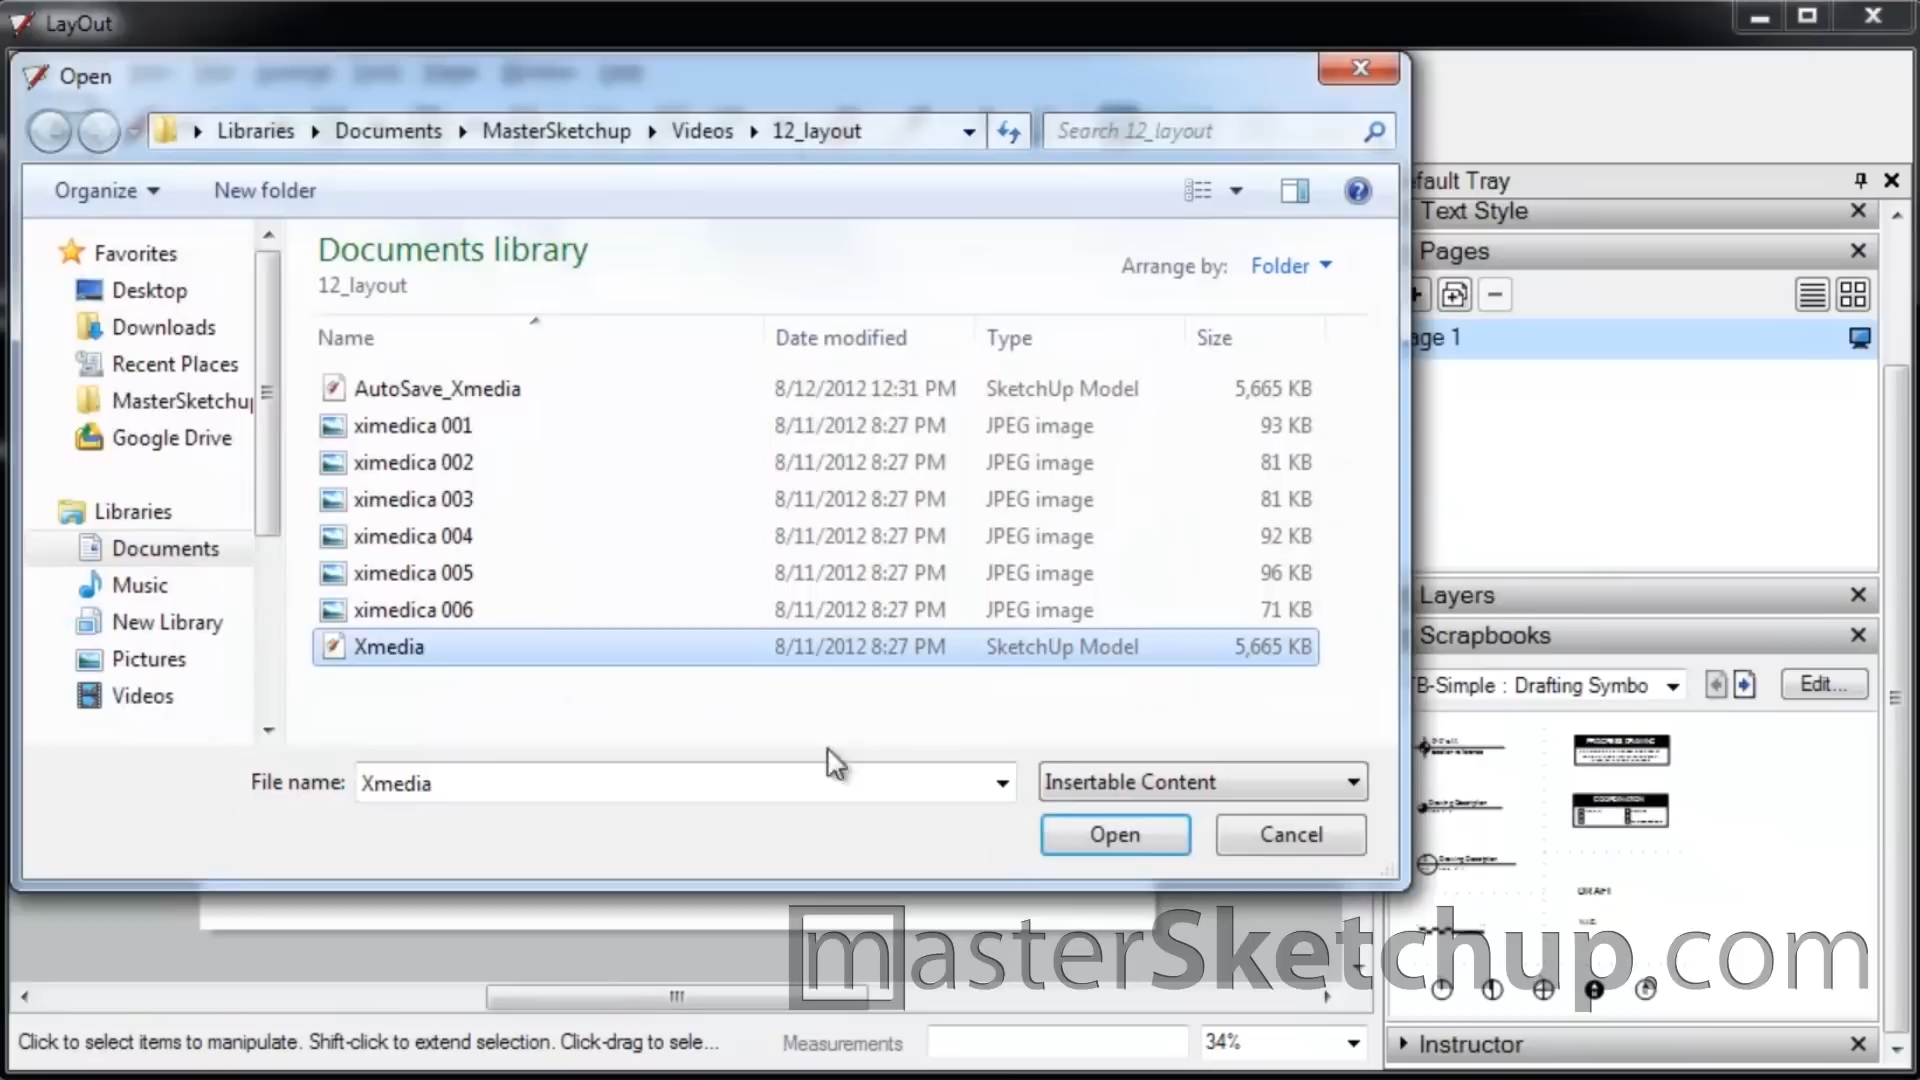 LayOut
Open
Libraries Documents MasterSketchup Videos 12_layout
Search 12_layout
Organize New folder
Favorites
Desktop
Downloads
Recent Places
MasterSketchup
Google Drive
Libraries
Documents
Music
New Library
Pictures
Videos
Documents library
12_layout
Arrange by: Folder
Name Date modified Type Size
AutoSave_Xmedia 8/12/2012 12:31 PM SketchUp Model 5,665 KB
ximedica 001 8/11/2012 8:27 PM JPEG image 93 KB
ximedica 002 8/11/2012 8:27 PM JPEG image 81 KB
ximedica 003 8/11/2012 8:27 PM JPEG image 81 KB
ximedica 004 8/11/2012 8:27 PM JPEG image 92 KB
ximedica 005 8/11/2012 8:27 PM JPEG image 96 KB
ximedica 006 8/11/2012 8:27 PM JPEG image 71 KB
Xmedia 8/11/2012 8:27 PM SketchUp Model 5,665 KB
File name: Xmedia
Insertable Content
Open Cancel
fault Tray
Text Style
Pages
age 1
Layers
Scrapbooks
TB-Simple : Drafting Symbo
Edit...
DRAFT
masterSketchup.com
Click to select items to manipulate. Shift-click to extend selection. Click-drag to sele...
Measurements
34%
Instructor